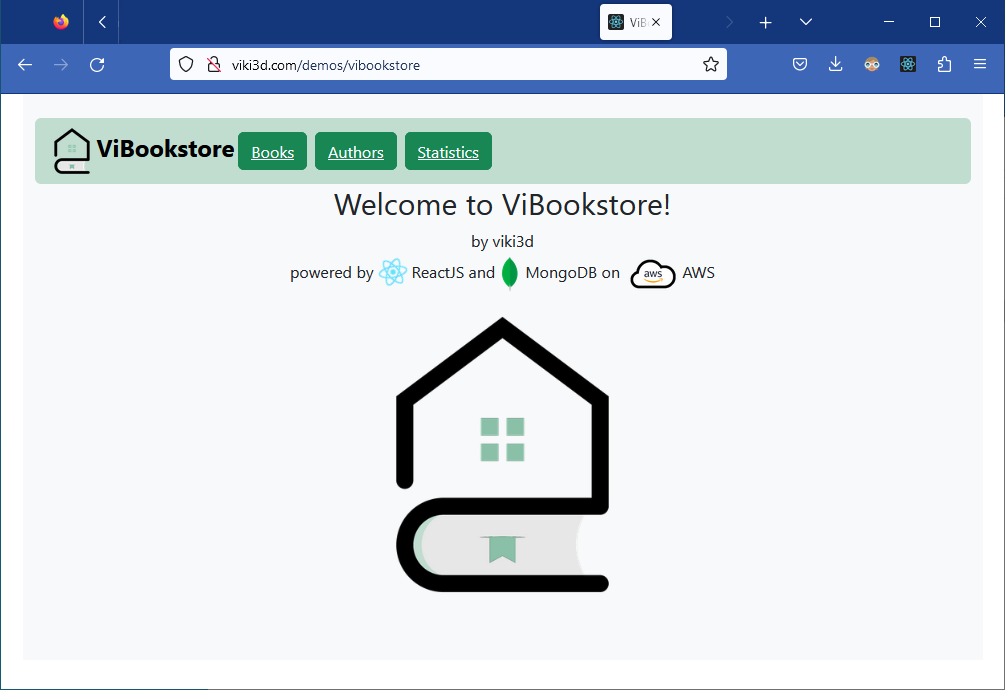 ViB
viki3d.com/demos/vibookstore
ViBookstore Books Authors Statistics
Welcome to ViBookstore!
by viki3d
powered by ReactJS and MongoDB on aws AWS